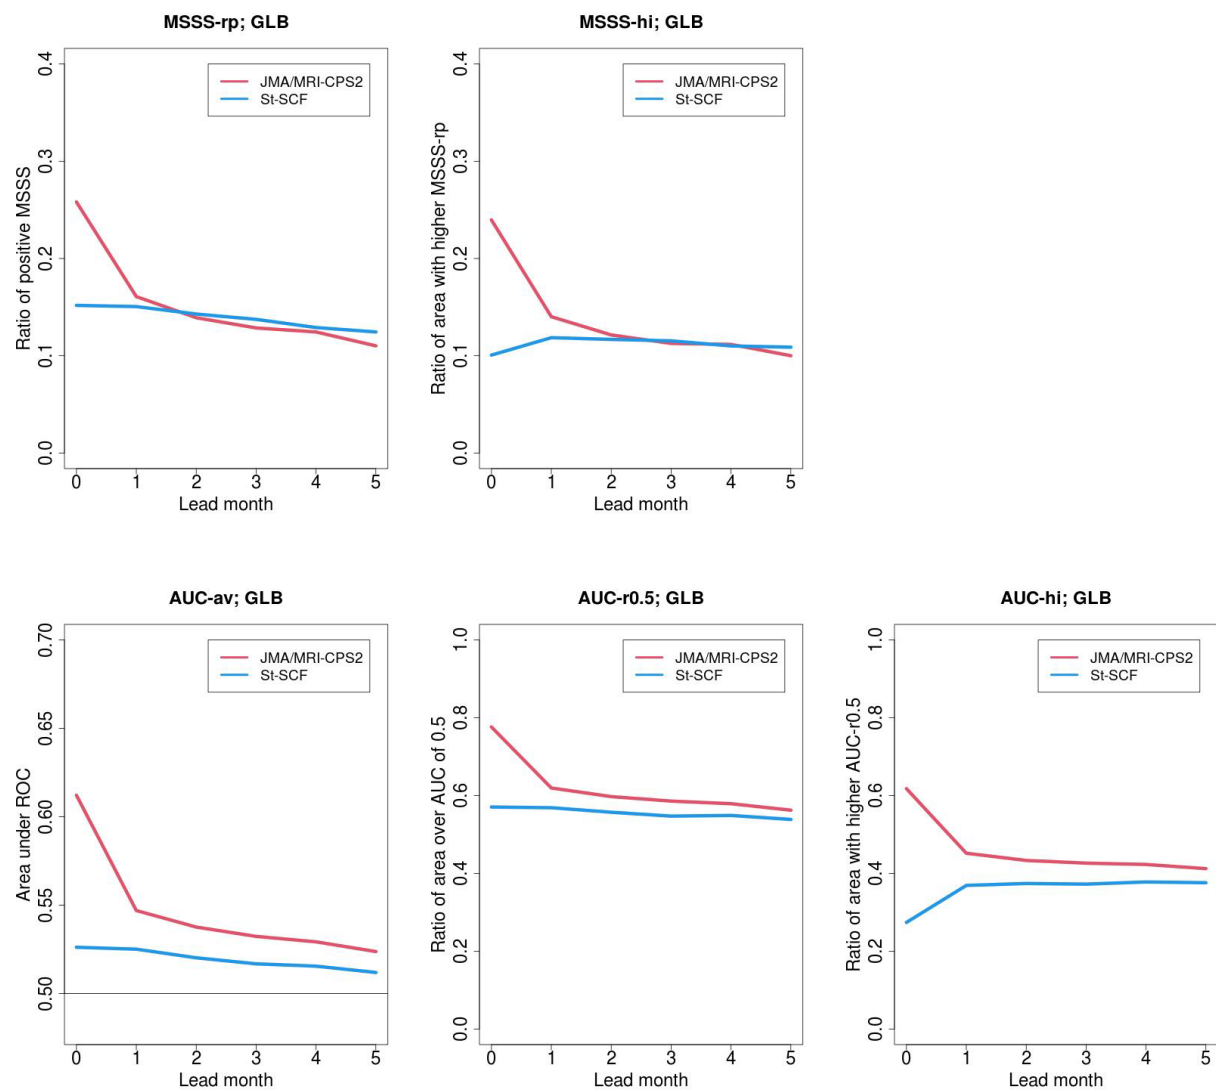 MSSS-rp; GLB
Ratio of positive MSSS
0.4
0.3
0.2
0.1
0.0
JMA/MRI-CPS2
St-SCF
0 1 2 3 4 5
Lead month
MSSS-hi; GLB
Ratio of area with higher MSSS-rp
0.4
0.3
0.2
0.1
0.0
JMA/MRI-CPS2
St-SCF
0 1 2 3 4 5
Lead month
AUC-av; GLB
Area under ROC
0.70
0.65
0.60
0.55
0.50
JMA/MRI-CPS2
St-SCF
0 1 2 3 4 5
Lead month
AUC-r0.5; GLB
Ratio of area over AUC of 0.5
1.0
0.8
0.6
0.4
0.2
0.0
JMA/MRI-CPS2
St-SCF
0 1 2 3 4 5
Lead month
AUC-hi; GLB
Ratio of area with higher AUC-r0.5
1.0
0.8
0.6
0.4
0.2
0.0
JMA/MRI-CPS2
St-SCF
0 1 2 3 4 5
Lead month